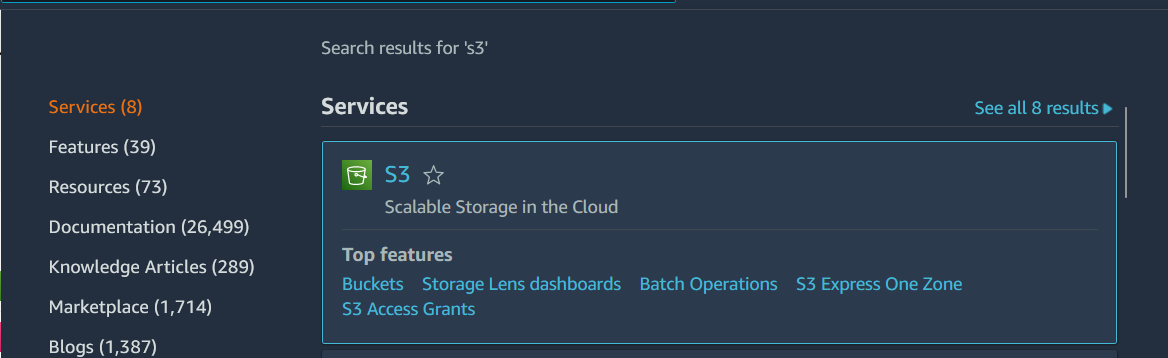 Search results for 's3'
Services (8)
Features (39)
Resources (73)
Documentation (26,499)
Knowledge Articles (289)
Marketplace (1,714)
Blogs (1,387)
Services
See all 8 results
S3
Scalable Storage in the Cloud
Top features
Buckets Storage Lens dashboards Batch Operations S3 Express One Zone
S3 Access Grants